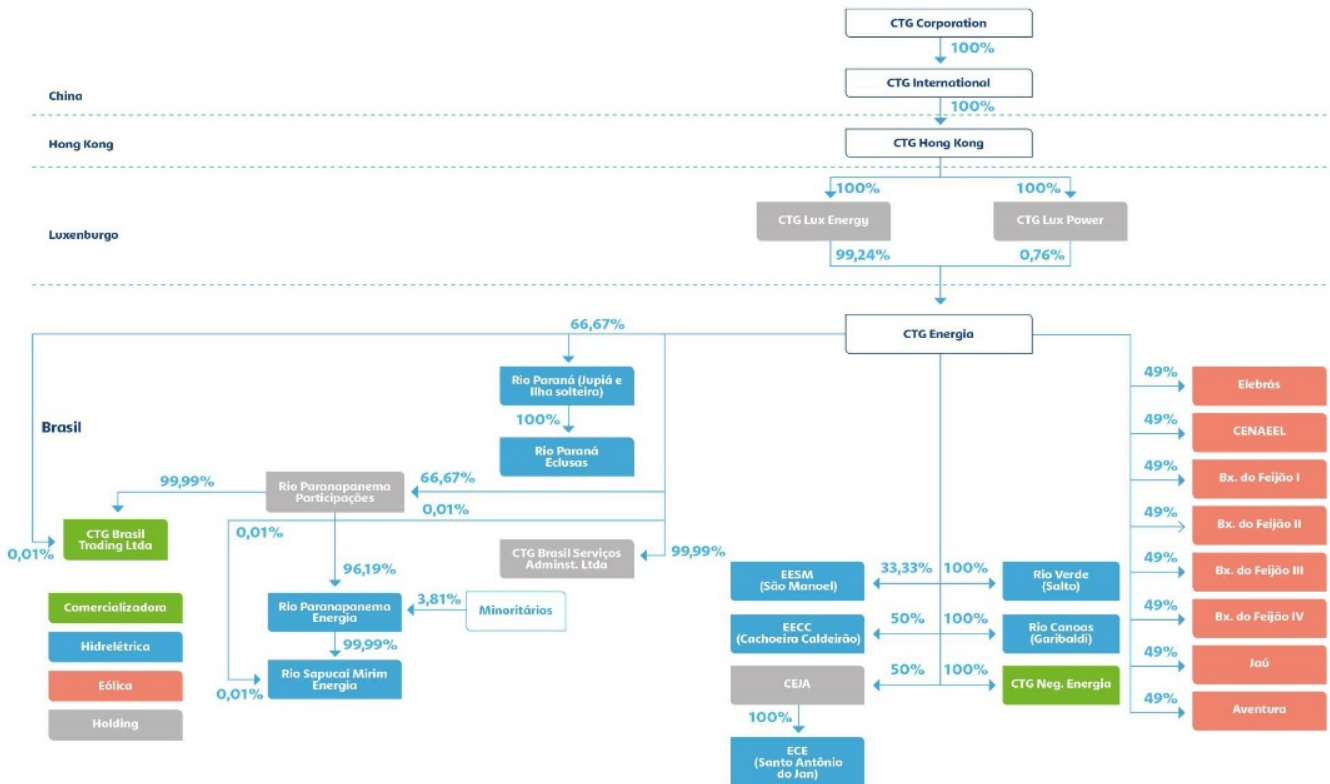 CTG Corporation
100%
CTG International
China
100%
Hong Kong
CTG Hong Kong
100%
100%
CTG Lux Energy
CTG Lux Power
Luxenburgo
99,24%
0,76%
66,67%
CTG Energia
Rio Paraná (Jupiá e
Ilha solteira)
100%
Rio Paraná
Eclusas
Brasil
99,99%
Rio Paranapanema
Participações
66,67%
0,01%
0,01%
CTG Brasil
Trading Ltda
0,01%
CTG Brasil Serviços
Adminst. Ltda
99,99%
96,19%
Rio Paranapanema
Energia
3,81%
Minoritários
99,99%
Rio Sapucai Mirim
Energia
0,01%
Comercializadora
Hidrelétrica
Eólica
Holding
EESM
(São Manoel)
33,33%
100%
Rio Verde
(Salto)
EECC
(Cachoeira Caldeirão)
50%
100%
Rio Canoas
(Garibaldi)
CEJA
50%
100%
CTG Neg. Energia
100%
ECE
(Santo Antônio
do Jari)
49%
Elebrás
49%
CENAEEL
49%
Bx. do Feijão I
49%
Bx. do Feijão II
49%
Bx. do Feijão III
49%
Bx. do Feijão IV
49%
Jaú
49%
Aventura